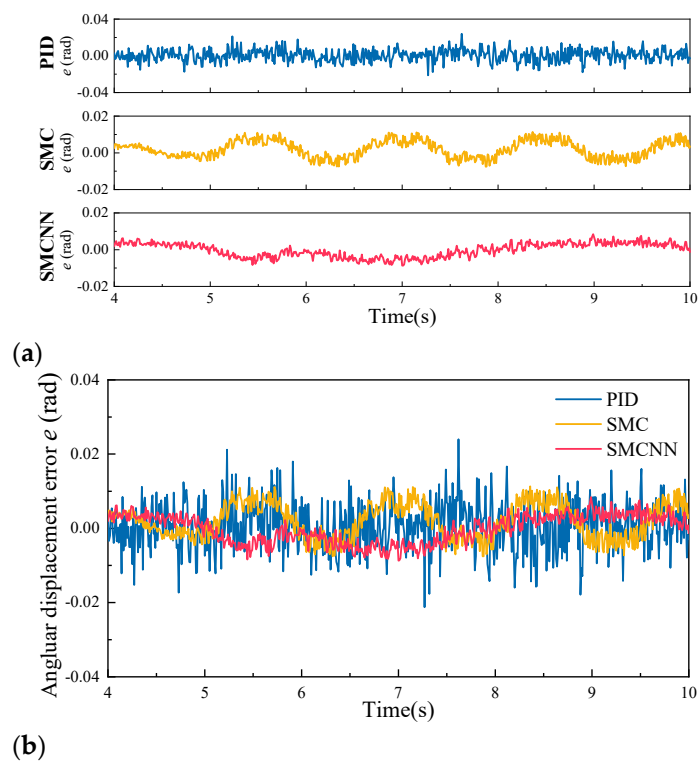 0.04
PID
e (rad)
0.00
-0.04
0.02
SMC
e (rad)
0.00
-0.02
0.02
SMCNN
e (rad)
0.00
-0.02
4 5 6 7 8 9 10
Time(s)
(a)
0.04
PID
SMC
SMCNN
0.02
0.00
-0.02
-0.04
Angluar displacement error e (rad)
4 5 6 7 8 9 10
Time(s)
(b)